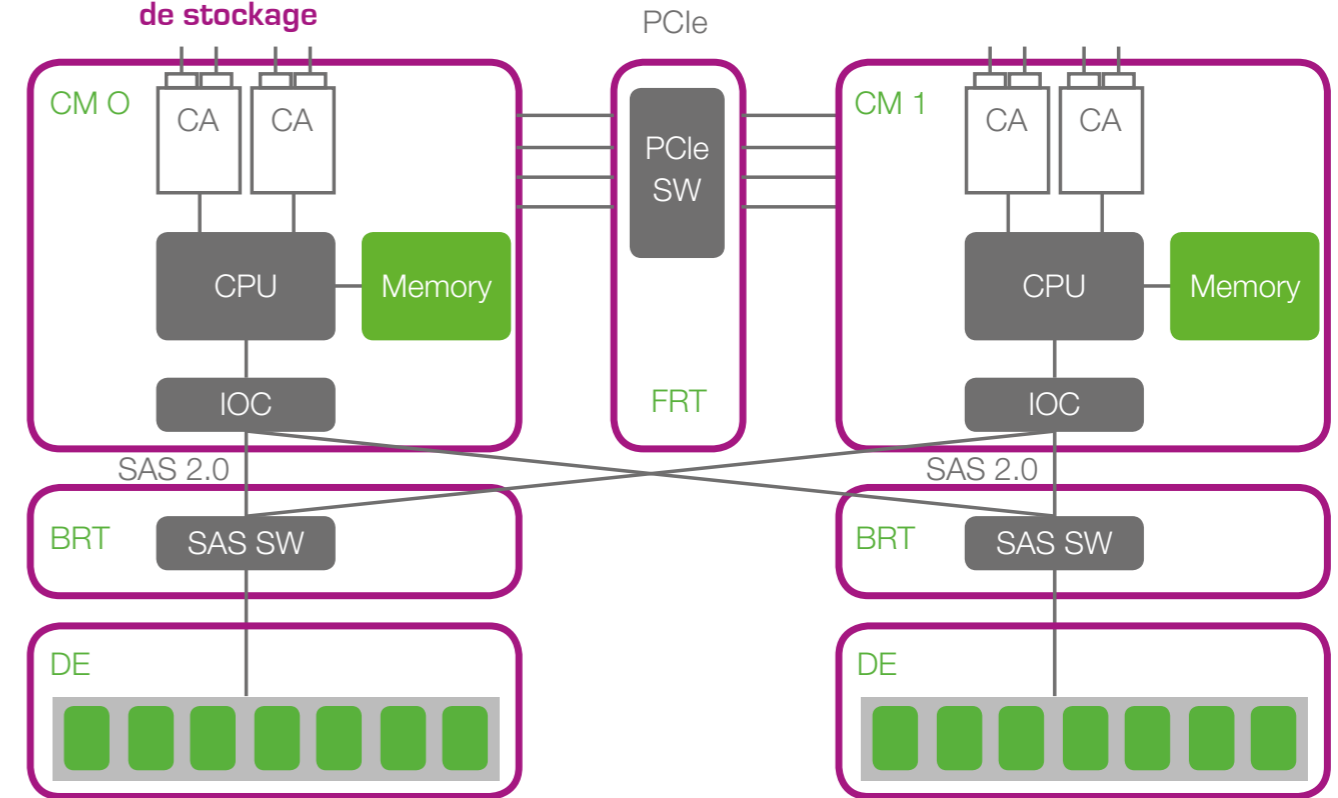 de stockage
PCIe
CM O
CA
CA
CPU
Memory
IOC
PCIe
SW
FRT
CM 1
CA
CA
CPU
Memory
IOC
SAS 2.0
SAS 2.0
BRT
SAS SW
BRT
SAS SW
DE
DE